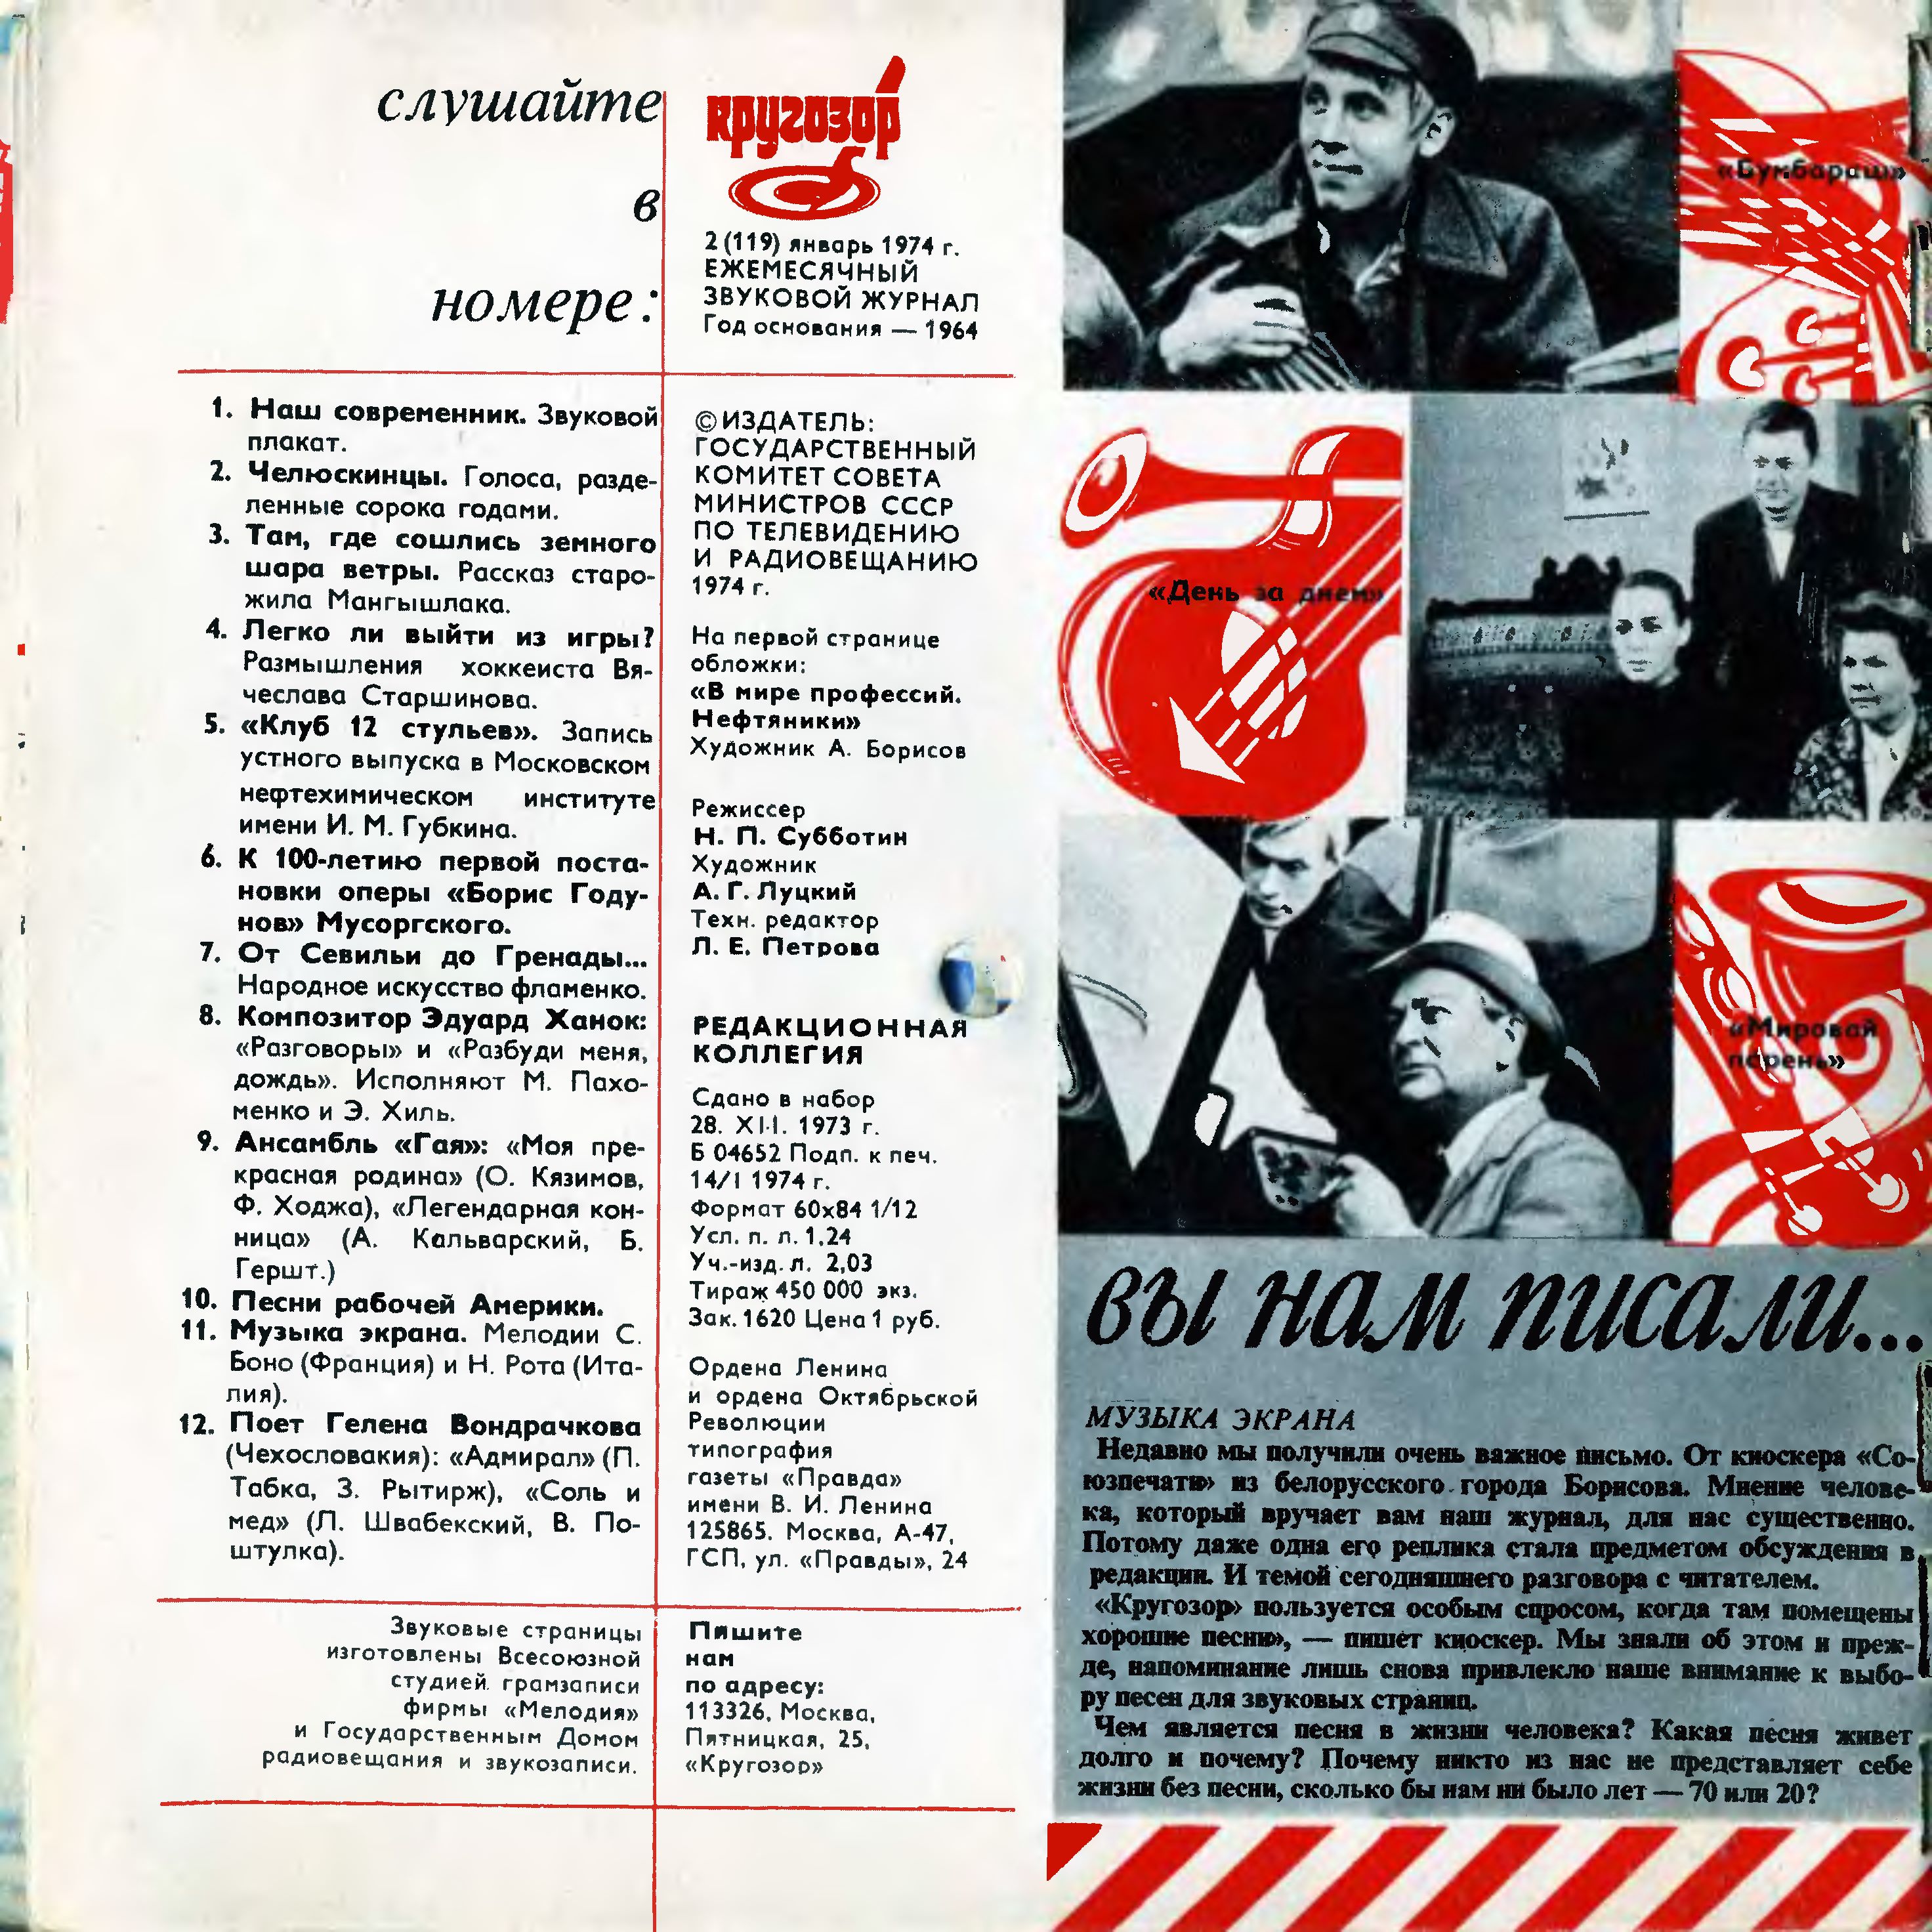 слушайте
в
номере:
кругозор
2 (119) январь 1974 г.
ЕЖЕМЕСЯЧНЫЙ
ЗВУКОВОЙ ЖУРНАЛ
Год основания — 1964
1. Наш современник. Звуковой
плакат.
2. Челюскинцы. Голоса, разде-
ленные сорока годами.
3. Там, где сошлись земного
шара ветры. Рассказ старо-
жила Мангышлака.
4. Легко ли выйти из игры?
Размышления хоккеиста Вя-
чеслава Старшинова.
5. «Клуб 12 стульев». Запись
устного выпуска в Московском
нефтехимическом институте
имени И. М. Губкина.
6. К 100-летию первой поста-
новки оперы «Борис Году-
нов» Мусоргского.
7. От Севильи до Гренады...
Народное искусство фламенко.
8. Композитор Эдуард Ханок:
«Разговоры» и «Разбуди меня,
дождь». Исполняют М. Пахо-
менко и Э. Хиль.
9. Ансамбль «Гая»: «Моя пре-
красная родина» (О. Кязимов,
Ф. Ходжа), «Легендарная кон-
ница» (А. Кальварский, Б.
Гершт.)
10. Песни рабочей Америки.
11. Музыка экрана. Мелодии С.
Боно (Франция) и Н. Рота (Ита-
лия).
12. Поет Гелена Вондрачкова
(Чехословакия): «Адмирал» (П.
Табка, З. Рытирж), «Соль и
мед» (Л. Швабекский, В. По-
штулка).
Звуковые страницы
изготовлены Всесоюзной
студией грамзаписи
фирмы «Мелодия»
и Государственным Домом
радиовещания и звукозаписи.
© ИЗДАТЕЛЬ:
ГОСУДАРСТВЕННЫЙ
КОМИТЕТ СОВЕТА
МИНИСТРОВ СССР
ПО ТЕЛЕВИДЕНИЮ
И РАДИОВЕЩАНИЮ
1974 г.
На первой странице
обложки:
«В мире профессий.
Нефтяники»
Художник А. Борисов
Режиссер
Н. П. Субботин
Художник
А. Г. Луцкий
Техн. редактор
Л. Е. Петрова
РЕДАКЦИОННАЯ
КОЛЛЕГИЯ
Сдано в набор
28. XII. 1973 г.
Б 04652 Подп. к печ.
14/I 1974 г.
Формат 60х84 1/12
Усл. п. л. 1,24
Уч.-изд. л. 2,03
Тираж 450 000 экз.
Зак. 1620 Цена 1 руб.
Ордена Ленина
и ордена Октябрьской
Революции
типография
газеты «Правда»
имени В. И. Ленина
125865. Москва, А-47,
ГСП, ул. «Правды», 24
Пишите
нам
по адресу:
113326, Москва,
Пятницкая, 25,
«Кругозор»
«Бумбараш»
«День за днем»
«Мировой
парень»
вы нам писали...
МУЗЫКА ЭКРАНА
Недавно мы получили очень важное письмо. От киоскера «Со-
юзпечати» из белорусского города Борисова. Мнение челове-
ка, который вручает вам наш журнал, для нас существенно.
Потому даже одна его реплика стала предметом обсуждения в
редакции. И темой сегодняшнего разговора с читателем.
«Кругозор» пользуется особым спросом, когда там помещены
хорошие песни», — пишет киоскер. Мы знали об этом и преж-
де, напоминание лишь снова привлекло наше внимание к выбо-
ру песен для звуковых страниц.
Чем является песня в жизни человека? Какая песня живет
долго и почему? Почему никто из нас не представляет себе
жизни без песни, сколько бы нам ни было лет — 70 или 20?